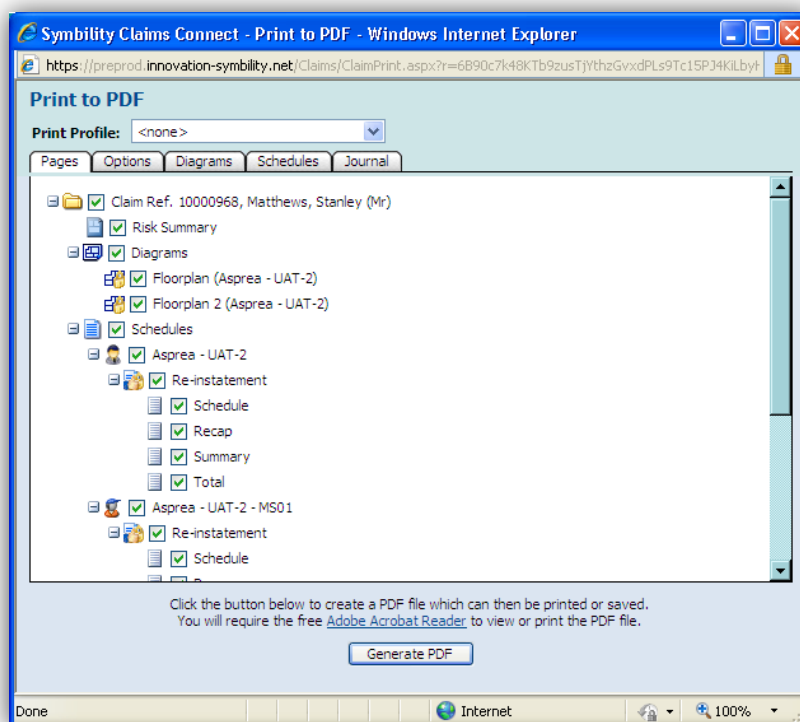 Symbility Claims Connect - Print to PDF - Windows Internet Explorer
https://preprod.innovation-symbility.net/Claims/ClaimPrint.aspx?r=6B90c7k48KTb9zusTjYthzGvxdPLs9Tc15PJ4KiLbyH
Print to PDF
Print Profile: <none>
Pages Options Diagrams Schedules Journal
Claim Ref. 10000968, Matthews, Stanley (Mr)
Risk Summary
Diagrams
Floorplan (Asprea - UAT-2)
Floorplan 2 (Asprea - UAT-2)
Schedules
Asprea - UAT-2
Re-instatement
Schedule
Recap
Summary
Total
Asprea - UAT-2 - MS01
Re-instatement
Schedule
Click the button below to create a PDF file which can then be printed or saved.
You will require the free Adobe Acrobat Reader to view or print the PDF file.
Generate PDF
Done Internet 100%